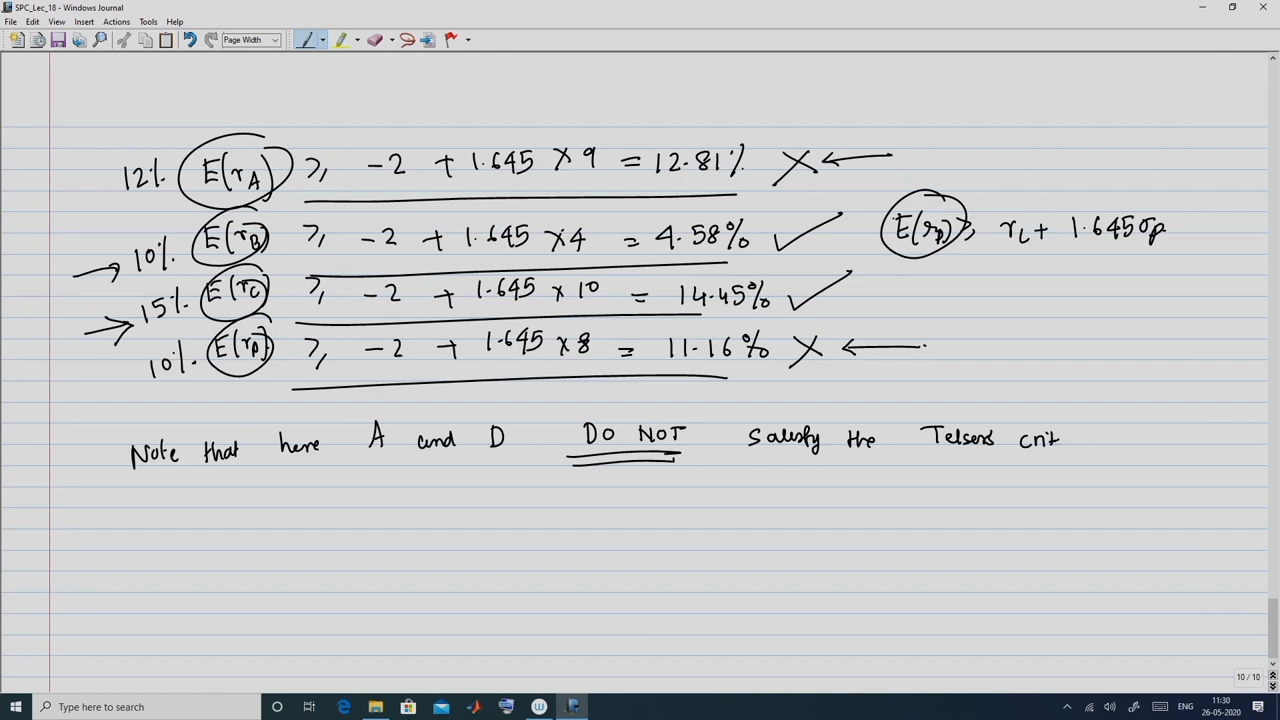 SPC_Lec_18 - Windows Journal
File Edit View Insert Actions Tools Help
Page Width
12% E(rA) ≥ -2 + 1.645 × 9 = 12.81% ✗ ←
→ 10% E(rB) ≥ -2 + 1.645 × 4 = 4.58% ✓ E(rp) ≥ rL + 1.645σp
→ 15% E(rC) ≥ -2 + 1.645 × 10 = 14.45% ✓
10% E(rD) ≥ -2 + 1.645 × 8 = 11.16% ✗ ←
Note that here A and D DO NOT satisfy the Telser's crit
10 / 10
Type here to search
ENG
11:30
26-05-2020